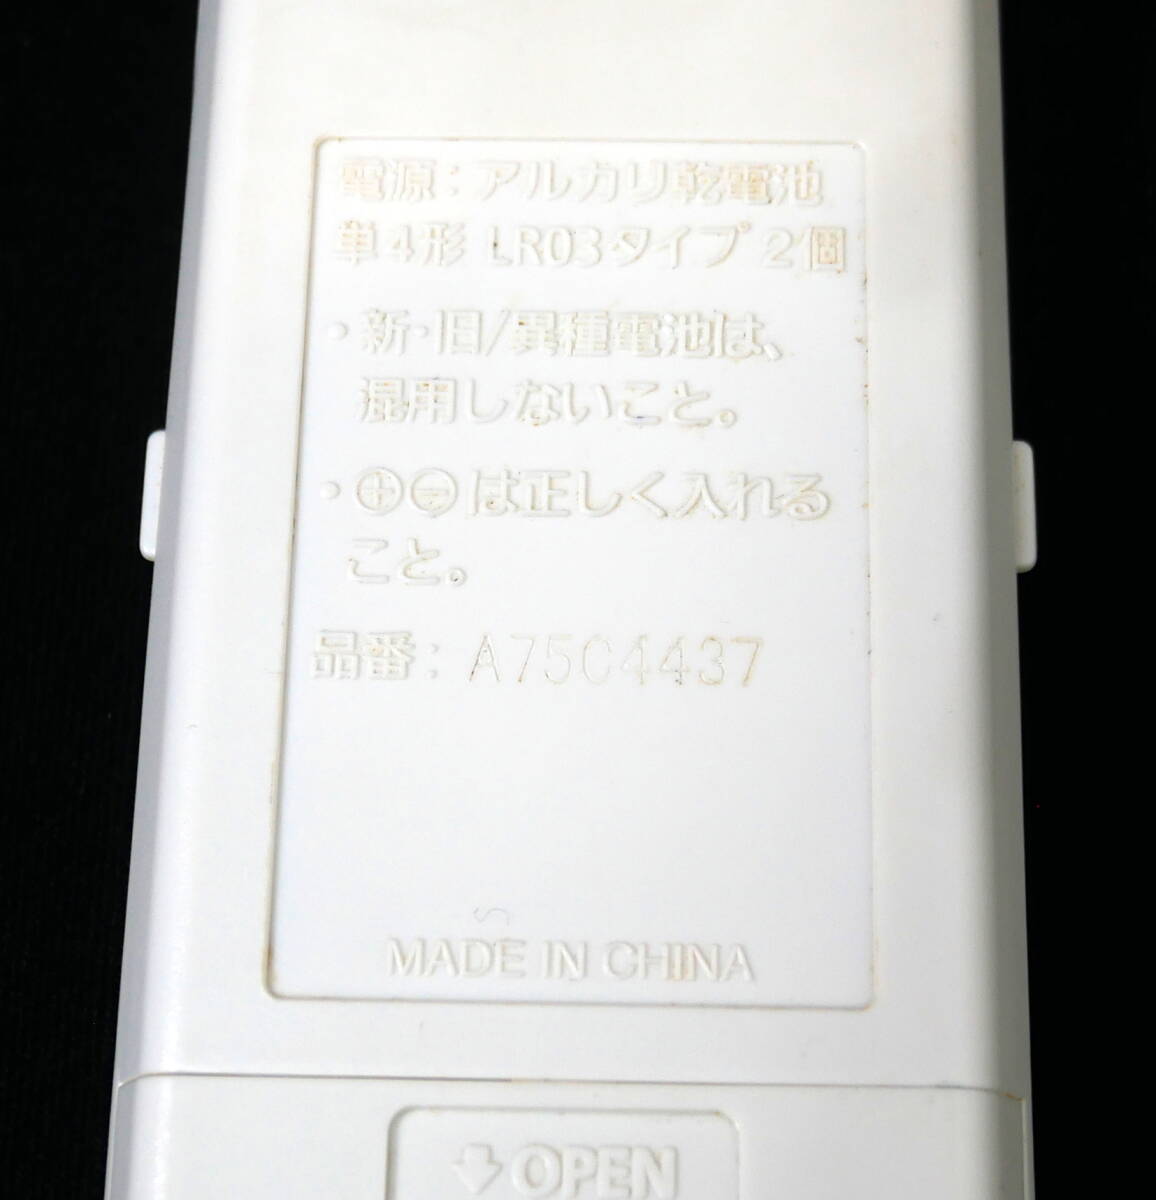 電源：アルカリ乾電池
単4形 LR03タイプ 2個
・新・旧/異種電池は、
混用しないこと。
・⊕⊖は正しく入れる
こと。
品番：A75C4437
MADE IN CHINA
↓OPEN